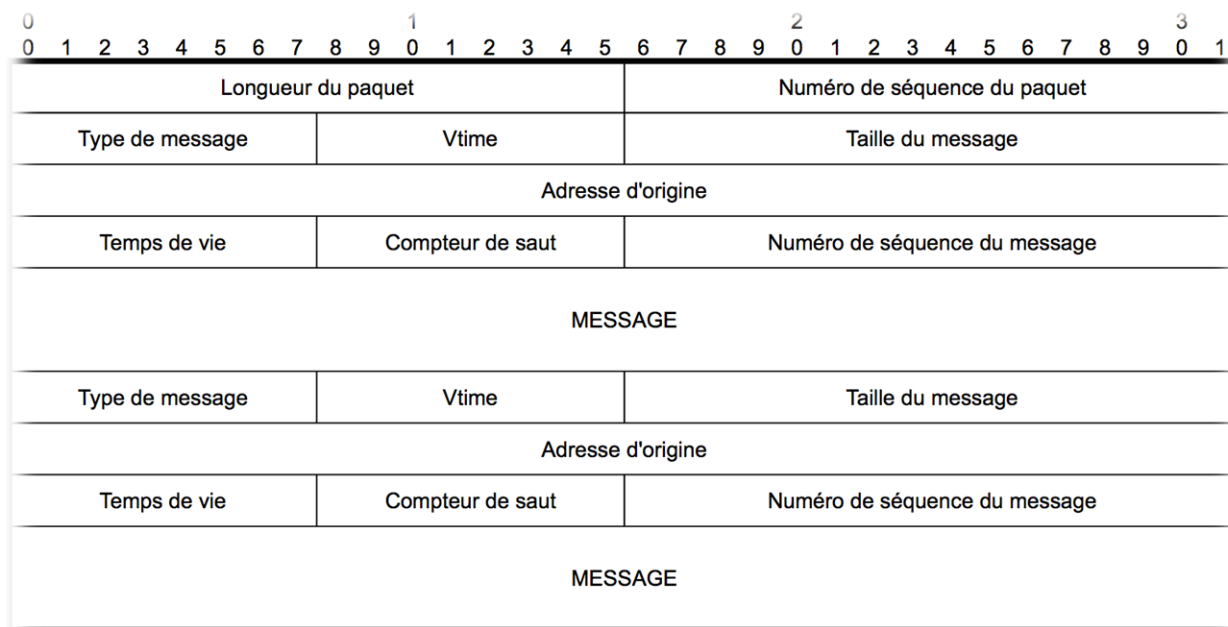 0 1 2 3
0 1 2 3 4 5 6 7 8 9 0 1 2 3 4 5 6 7 8 9 0 1 2 3 4 5 6 7 8 9 0 1
Longueur du paquet Numéro de séquence du paquet
Type de message Vtime Taille du message
Adresse d'origine
Temps de vie Compteur de saut Numéro de séquence du message
MESSAGE
Type de message Vtime Taille du message
Adresse d'origine
Temps de vie Compteur de saut Numéro de séquence du message
MESSAGE